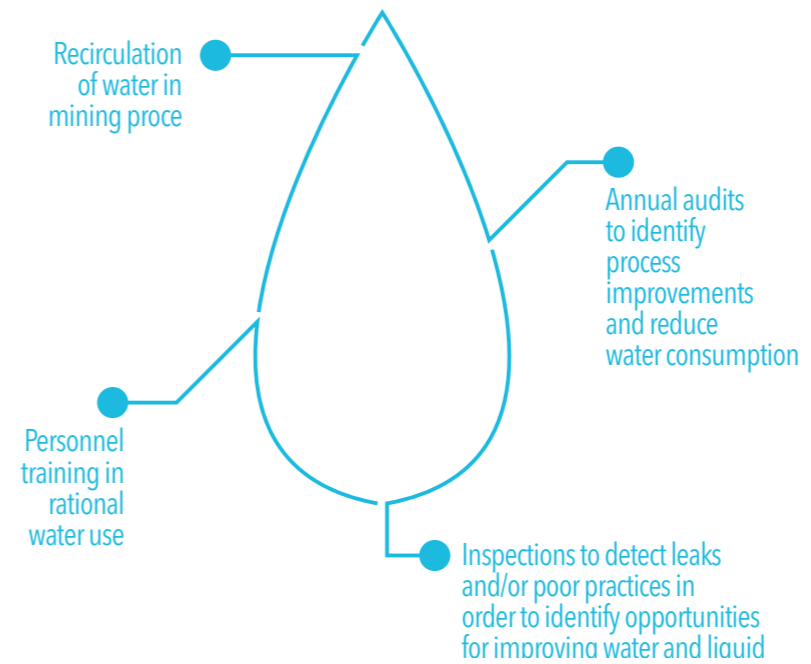 Recirculation
of water in
mining proce
Annual audits
to identify
process
improvements
and reduce
water consumption
Personnel
training in
rational
water use
Inspections to detect leaks
and/or poor practices in
order to identify opportunities
for improving water and liquid